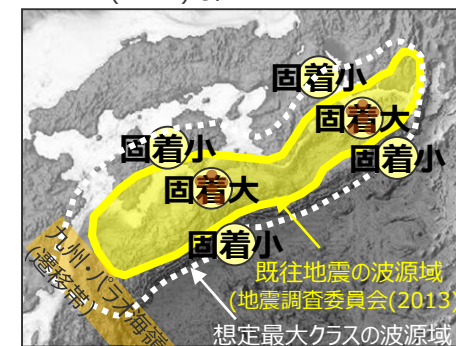 固着小
固着大
固着小
固着小
固着大
固着小
九州・パラオ海嶺
(遷移帯)
既往地震の波源域
(地震調査委員会(2013)
想定最大クラスの波源域